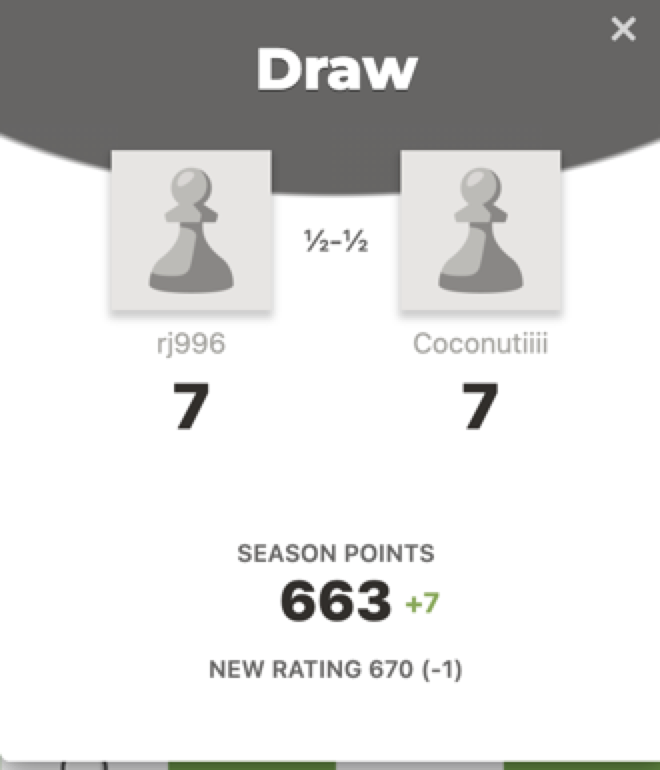 Draw
½-½
rj996 Coconutiiii
7 7
SEASON POINTS
663 +7
NEW RATING 670 (-1)